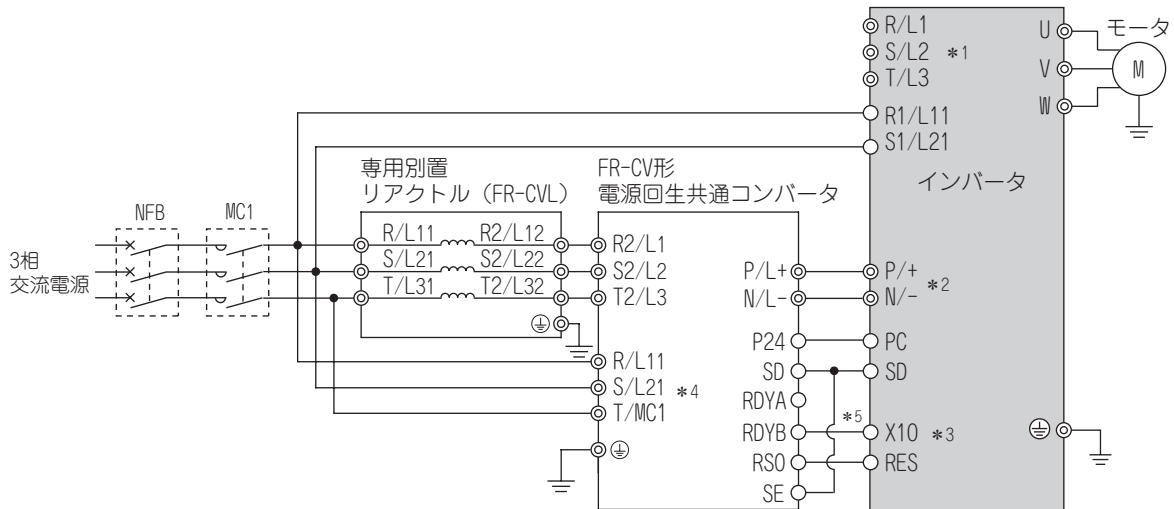 R/L1
S/L2 *1
T/L3
U
V
W
モータ
M
R1/L11
S1/L21
インバータ
専用別置
リアクトル（FR-CVL）
FR-CV形
電源回生共通コンバータ
NFB
MC1
3相
交流電源
R/L11 R2/L12
S/L21 S2/L22
T/L31 T2/L32
R2/L1
S2/L2
T2/L3
P/L+
N/L-
P/+
N/-
*2
P24
PC
SD
SD
R/L11
S/L21 *4
T/MC1
RDYA
*5
RDYB
X10 *3
RSO
RES
SE